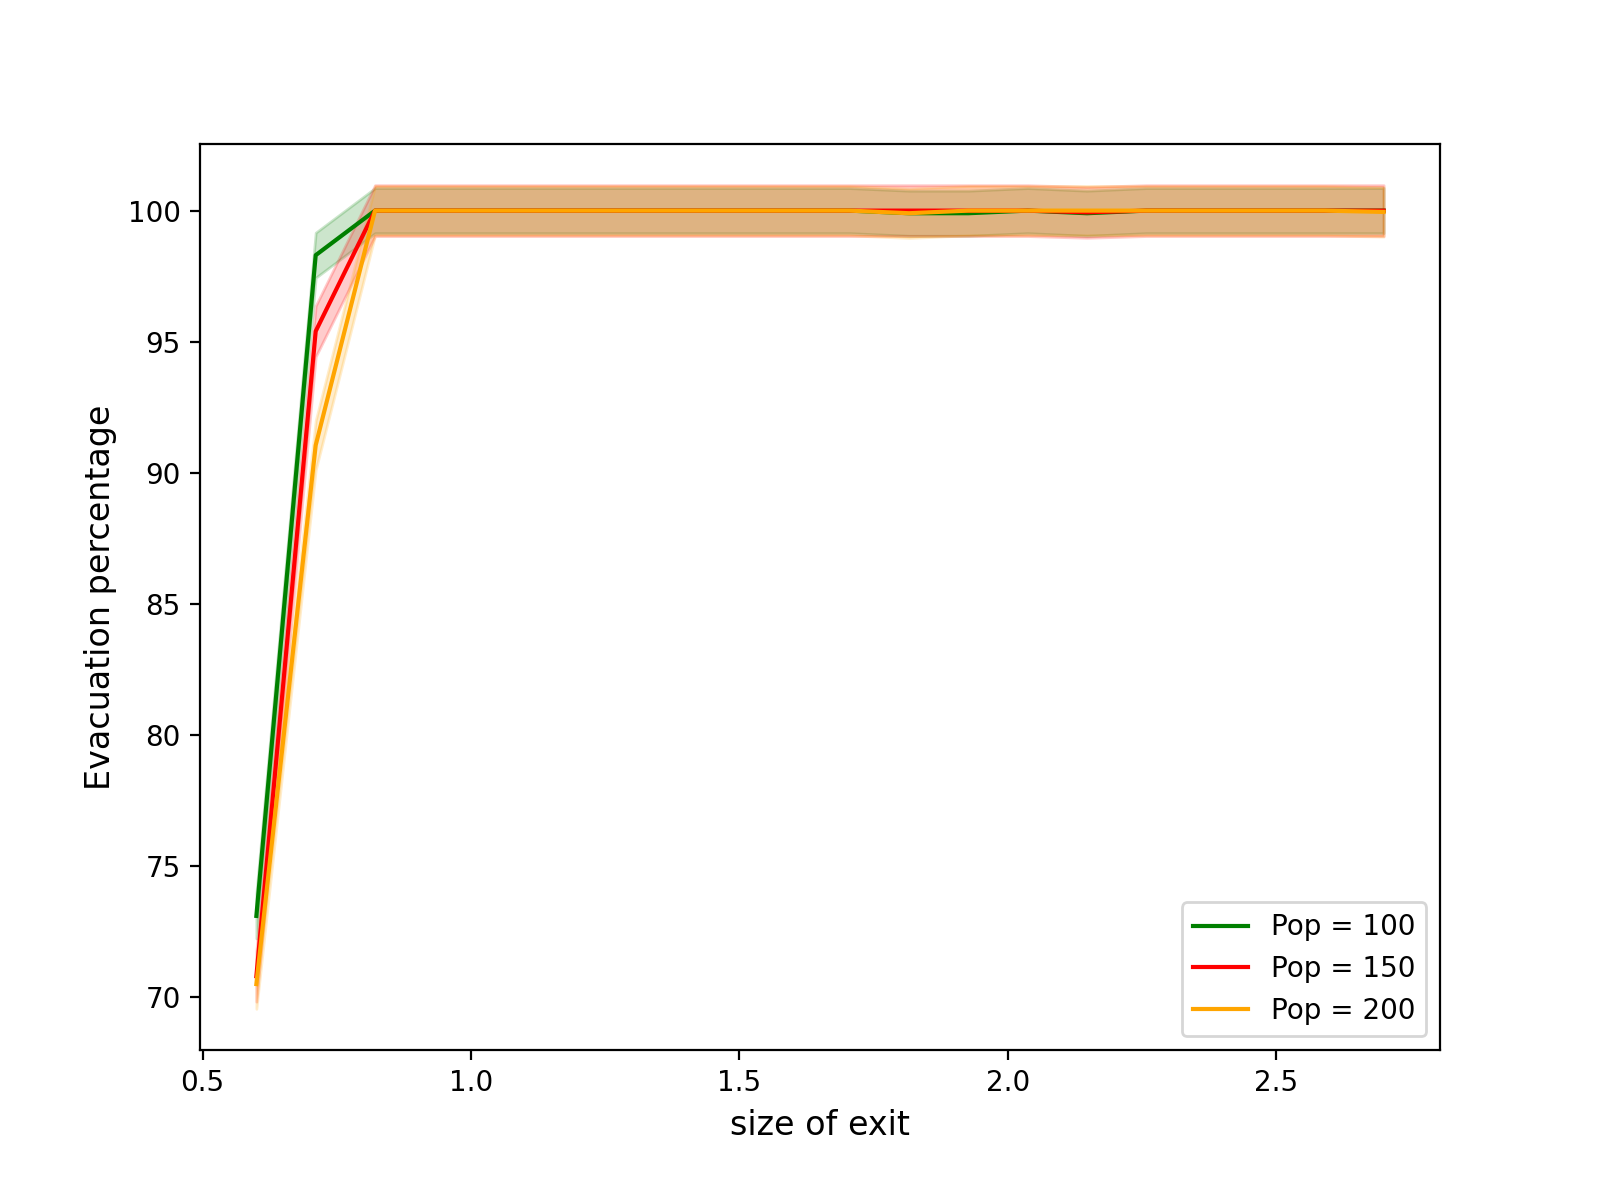 100
95
90
85
80
75
70
Evacuation percentage
0.5 1.0 1.5 2.0 2.5
size of exit
Pop = 100
Pop = 150
Pop = 200